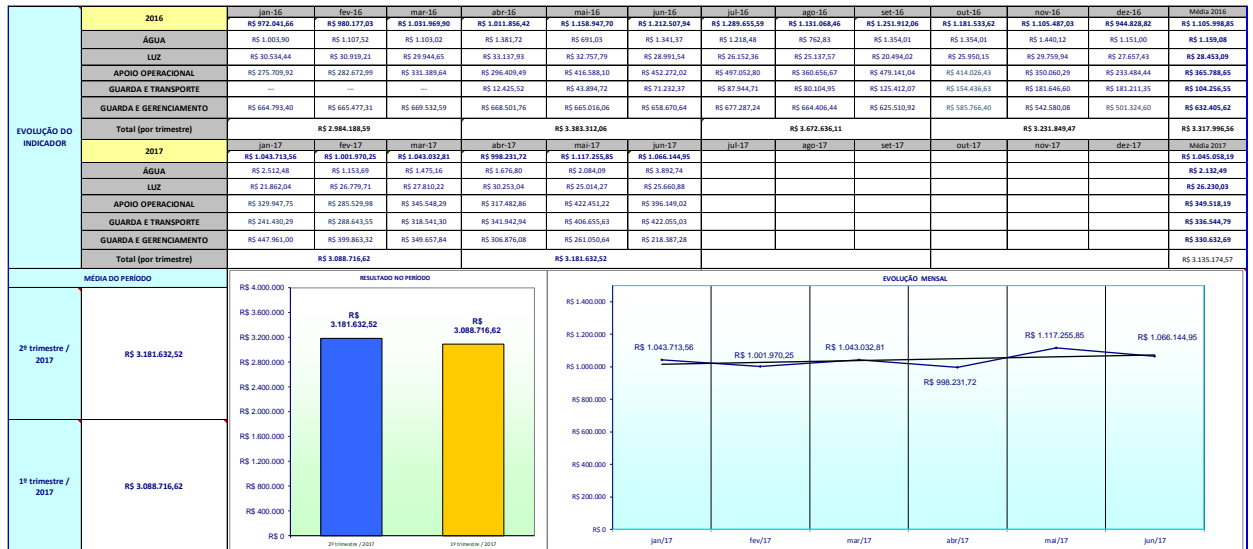 jan-16 fev-16 mar-16 abr-16 mai-16 jun-16 jul-16 ago-16 set-16 out-16 nov-16 dez-16 Média 2016
2016 R$ 972.041,66 R$ 980.177,03 R$ 1.031.969,90 R$ 1.011.856,42 R$ 1.158.947,70 R$ 1.212.507,94 R$ 1.289.655,59 R$ 1.131.068,46 R$ 1.251.912,06 R$ 1.181.533,62 R$ 1.105.487,03 R$ 944.828,82 R$ 1.105.998,85
ÁGUA R$ 1.003,90 R$ 1.107,52 R$ 1.103,02 R$ 1.381,72 R$ 691,03 R$ 1.341,37 R$ 1.218,48 R$ 762,83 R$ 1.354,01 R$ 1.354,01 R$ 1.440,12 R$ 1.151,00 R$ 1.159,08
LUZ R$ 30.534,44 R$ 30.919,21 R$ 29.944,65 R$ 33.137,93 R$ 32.757,79 R$ 28.991,54 R$ 26.152,36 R$ 25.137,57 R$ 20.494,02 R$ 25.950,15 R$ 29.759,94 R$ 27.657,43 R$ 28.453,09
APOIO OPERACIONAL R$ 275.709,92 R$ 282.672,99 R$ 331.389,64 R$ 296.409,49 R$ 416.588,10 R$ 452.272,02 R$ 497.052,80 R$ 360.656,67 R$ 479.141,04 R$ 414.026,43 R$ 350.060,29 R$ 233.484,44 R$ 365.788,65
GUARDA E TRANSPORTE --- --- --- R$ 12.425,52 R$ 43.894,72 R$ 71.232,37 R$ 87.944,71 R$ 80.104,95 R$ 125.412,07 R$ 154.436,63 R$ 181.646,60 R$ 181.211,35 R$ 104.256,55
GUARDA E GERENCIAMENTO R$ 664.793,40 R$ 665.477,31 R$ 669.532,59 R$ 668.501,76 R$ 665.016,06 R$ 658.670,64 R$ 677.287,24 R$ 664.406,44 R$ 625.510,92 R$ 585.766,40 R$ 542.580,08 R$ 501.324,60 R$ 632.405,62
Total (por trimestre) R$ 2.984.188,59 R$ 3.383.312,06 R$ 3.672.636,11 R$ 3.231.849,47 R$ 3.317.996,56
EVOLUÇÃO DO
INDICADOR
jan-17 fev-17 mar-17 abr-17 mai-17 jun-17 jul-17 ago-17 set-17 out-17 nov-17 dez-17 Média 2017
2017 R$ 1.043.713,56 R$ 1.001.970,25 R$ 1.043.032,81 R$ 998.231,72 R$ 1.117.255,85 R$ 1.066.144,95 R$ 1.045.058,19
ÁGUA R$ 2.512,48 R$ 1.153,69 R$ 1.475,16 R$ 1.676,80 R$ 2.084,09 R$ 3.892,74 R$ 2.132,49
LUZ R$ 21.862,04 R$ 26.779,71 R$ 27.810,22 R$ 30.253,04 R$ 25.014,27 R$ 25.660,88 R$ 26.230,03
APOIO OPERACIONAL R$ 329.947,75 R$ 285.529,98 R$ 345.548,29 R$ 317.482,86 R$ 422.451,22 R$ 396.149,02 R$ 349.518,19
GUARDA E TRANSPORTE R$ 241.430,29 R$ 288.643,55 R$ 318.541,30 R$ 341.942,94 R$ 406.655,63 R$ 422.055,03 R$ 336.544,79
GUARDA E GERENCIAMENTO R$ 447.961,00 R$ 399.863,32 R$ 349.657,84 R$ 306.876,08 R$ 261.050,64 R$ 218.387,28 R$ 330.632,69
Total (por trimestre) R$ 3.088.716,62 R$ 3.181.632,52 R$ 3.135.174,57
MÉDIA DO PERÍODO
2º trimestre /
2017
R$ 3.181.632,52
1º trimestre /
2017
R$ 3.088.716,62
RESULTADO NO PERÍODO
R$ 4.000.000
R$ 3.600.000
R$ 3.200.000
R$ 2.800.000
R$ 2.400.000
R$ 2.000.000
R$ 1.600.000
R$ 1.200.000
R$ 800.000
R$ 400.000
R$ 0
R$
3.181.632,52
R$
3.088.716,62
2º trimestre / 2017 1º trimestre / 2017
EVOLUÇÃO MENSAL
R$ 1.400.000
R$ 1.200.000
R$ 1.000.000
R$ 800.000
R$ 600.000
R$ 400.000
R$ 200.000
R$ 0
R$ 1.043.713,56
R$ 1.001.970,25
R$ 1.043.032,81
R$ 998.231,72
R$ 1.117.255,85
R$ 1.066.144,95
jan/17 fev/17 mar/17 abr/17 mai/17 jun/17